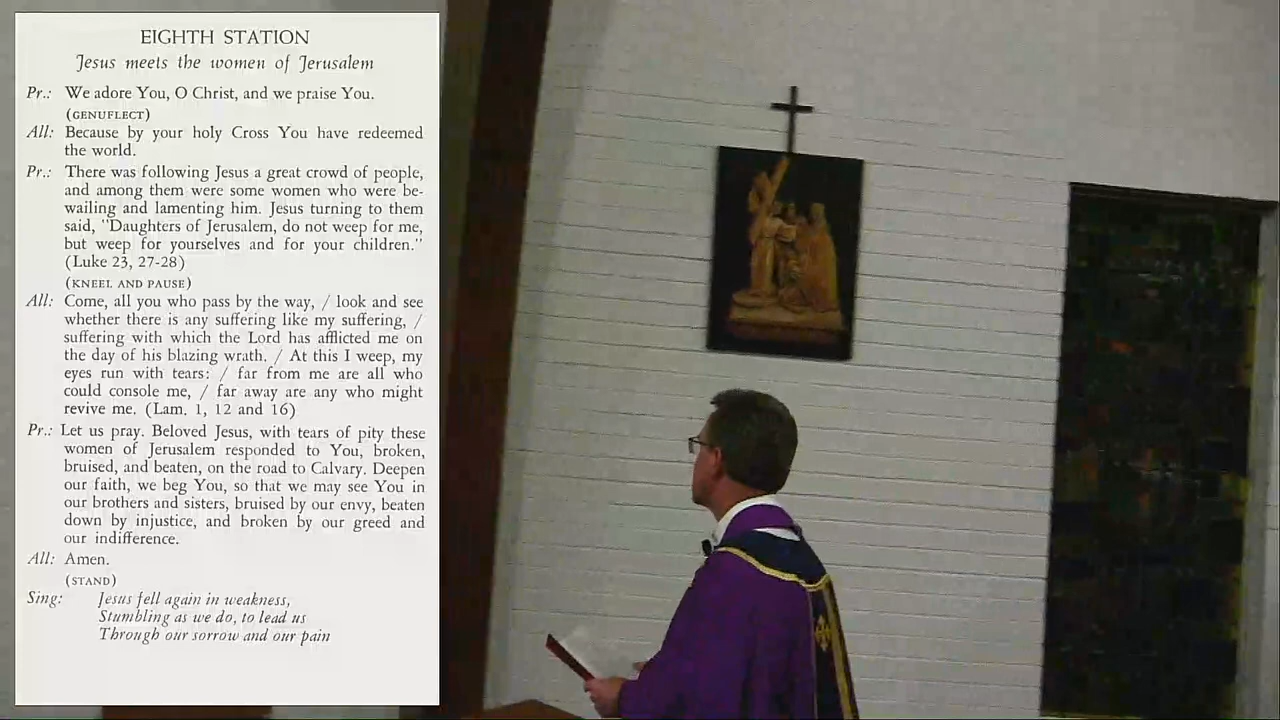 EIGHTH STATION
Jesus meets the women of Jerusalem
Pr.: We adore You, O Christ, and we praise You.
(GENUFLECT)
All: Because by your holy Cross You have redeemed
the world.
Pr.: There was following Jesus a great crowd of people,
and among them were some women who were be-
wailing and lamenting him. Jesus turning to them
said, "Daughters of Jerusalem, do not weep for me,
but weep for yourselves and for your children."
(Luke 23, 27-28)
(KNEEL AND PAUSE)
All: Come, all you who pass by the way, / look and see
whether there is any suffering like my suffering, /
suffering with which the Lord has afflicted me on
the day of his blazing wrath. / At this I weep, my
eyes run with tears: / far from me are all who
could console me, / far away are any who might
revive me. (Lam. 1, 12 and 16)
Pr.: Let us pray. Beloved Jesus, with tears of pity these
women of Jerusalem responded to You, broken,
bruised, and beaten, on the road to Calvary. Deepen
our faith, we beg You, so that we may see You in
our brothers and sisters, bruised by our envy, beaten
down by injustice, and broken by our greed and
our indifference.
All: Amen.
(STAND)
Sing: Jesus fell again in weakness,
Stumbling as we do, to lead us
Through our sorrow and our pain